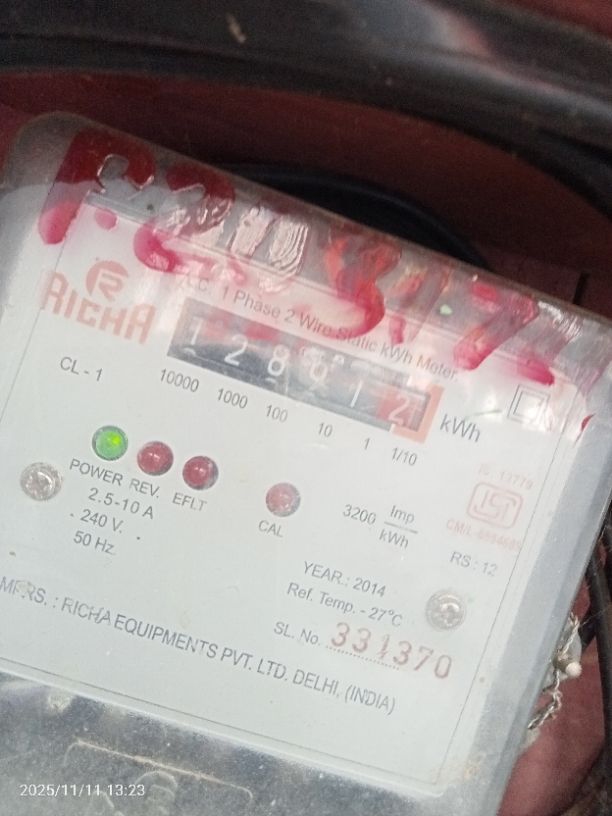 RICHA
A.C. 1 Phase 2 Wire Static kWh Meter
1 2 8 6 1 2 kWh
CL - 1
10000 1000 100 10 1 1/10
POWER REV. EFLT
CAL
2.5-10 A
240 V.
50 Hz.
3200 Imp/kWh
IS: 13779
RS : 12
YEAR.: 2014
Ref. Temp. - 27°C
SL. No. 331370
MFRS. : RICHA EQUIPMENTS PVT. LTD. DELHI, (INDIA)
2025/11/11 13:23